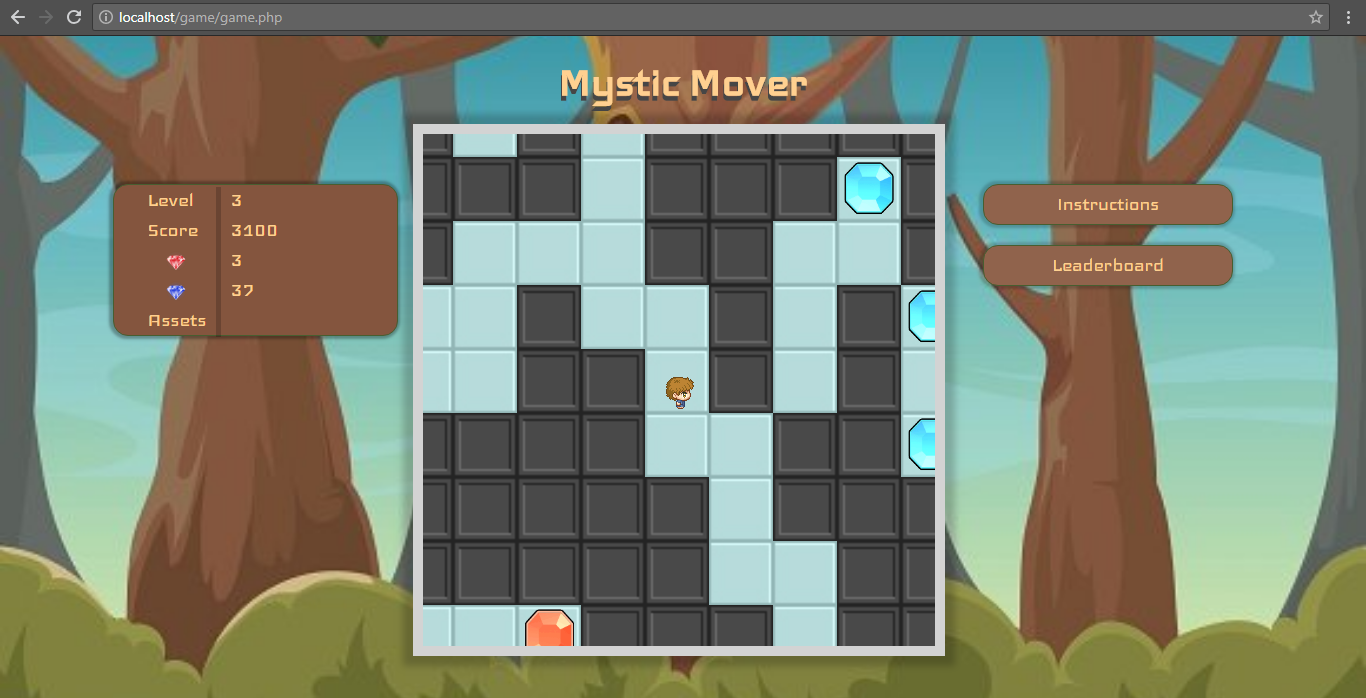 localhost/game/game.php
Mystic Mover
Level 3
Score 3100
3
37
Assets
Instructions
Leaderboard